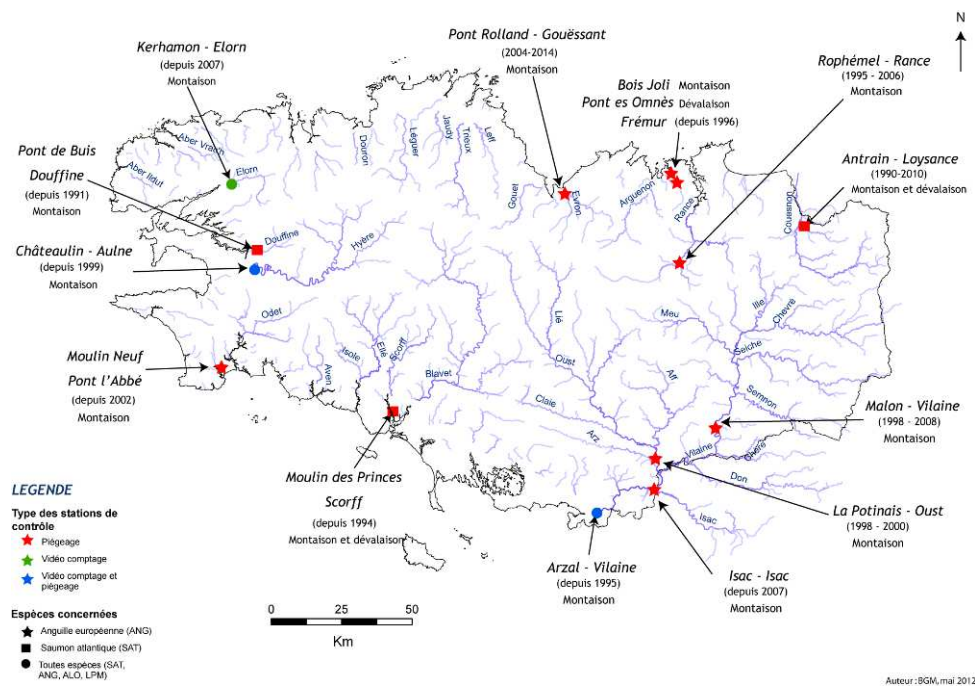 N
Kerhamon - Elorn
(depuis 2007)
Montaison
Pont Rolland - Gouëssant
(2004-2014)
Montaison
Rophémel - Rance
(1995 - 2006)
Montaison
Bois Joli Montaison
Pont es Omnès Dévalaison
Frémur (depuis 1996)
Pont de Buis
Douffine
(depuis 1991)
Montaison
Antrain - Loysance
(1990-2010)
Montaison et dévalaison
Châteaulin - Aulne
(depuis 1999)
Montaison
Moulin Neuf
Pont l'Abbé
(depuis 2002)
Montaison
Malon - Vilaine
(1998 - 2008)
Montaison
Moulin des Princes
Scorff
(depuis 1994)
Montaison et dévalaison
La Potinais - Oust
(1998 - 2000)
Montaison
Arzal - Vilaine
(depuis 1995)
Montaison
Isac - Isac
(depuis 2007)
Montaison
Aber Vrach
Aber Ildut
Elorn
Douron
Léguer
Jaudy
Trieux
Leff
Gouet
Evron
Arguenon
Rance
Couesnon
Douffine
Hyère
Odet
Isole
Ellé
Scorff
Aven
Blavet
Lié
Oust
Meu
Ille
Chevré
Seiche
Semnon
Aff
Claie
Arz
Vilaine
Chère
Don
Isac
LEGENDE
Type des stations de
contrôle
Piégeage
Vidéo comptage
Vidéo comptage et
piégeage
Espèces concernées
Anguille européenne (ANG)
Saumon atlantique (SAT)
Toutes espèces (SAT,
ANG, ALO, LPM)
0 12,5 25 50
Km
Auteur : BGM, mai 2012